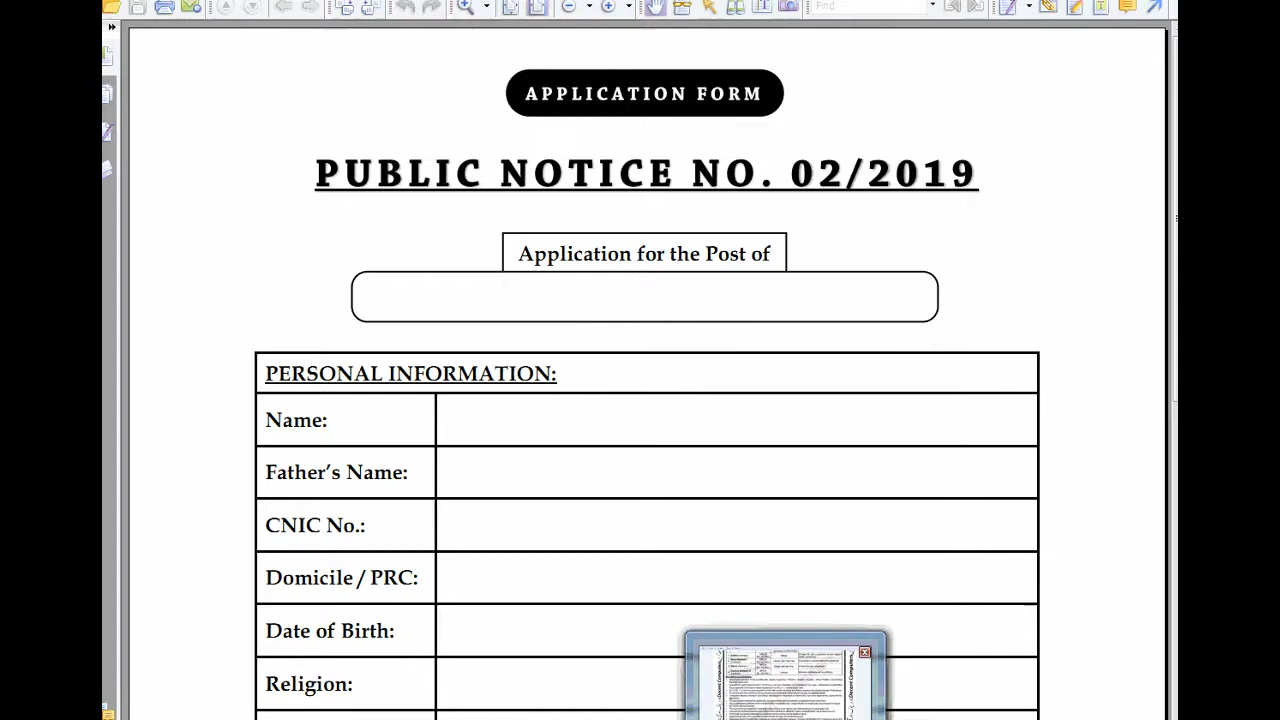 Find
APPLICATION FORM
PUBLIC NOTICE NO. 02/2019
Application for the Post of
PERSONAL INFORMATION:
Name:
Father's Name:
CNIC No.:
Domicile / PRC:
Date of Birth:
Religion: